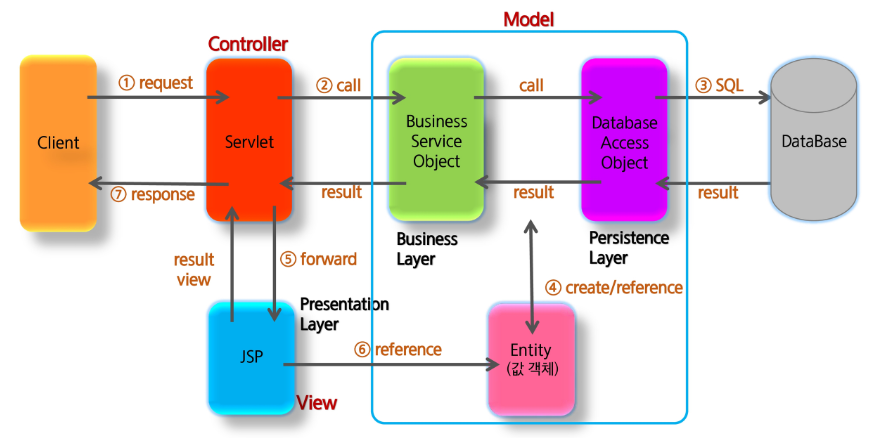 Model
Controller
① request
② call
call
③ SQL
Client
Servlet
Business
Service
Object
Database
Access
Object
DataBase
⑦ response
result
result
result
Business
Layer
Persistence
Layer
result
view
⑤ forward
④ create/reference
Presentation
Layer
JSP
⑥ reference
Entity
(값 객체)
View